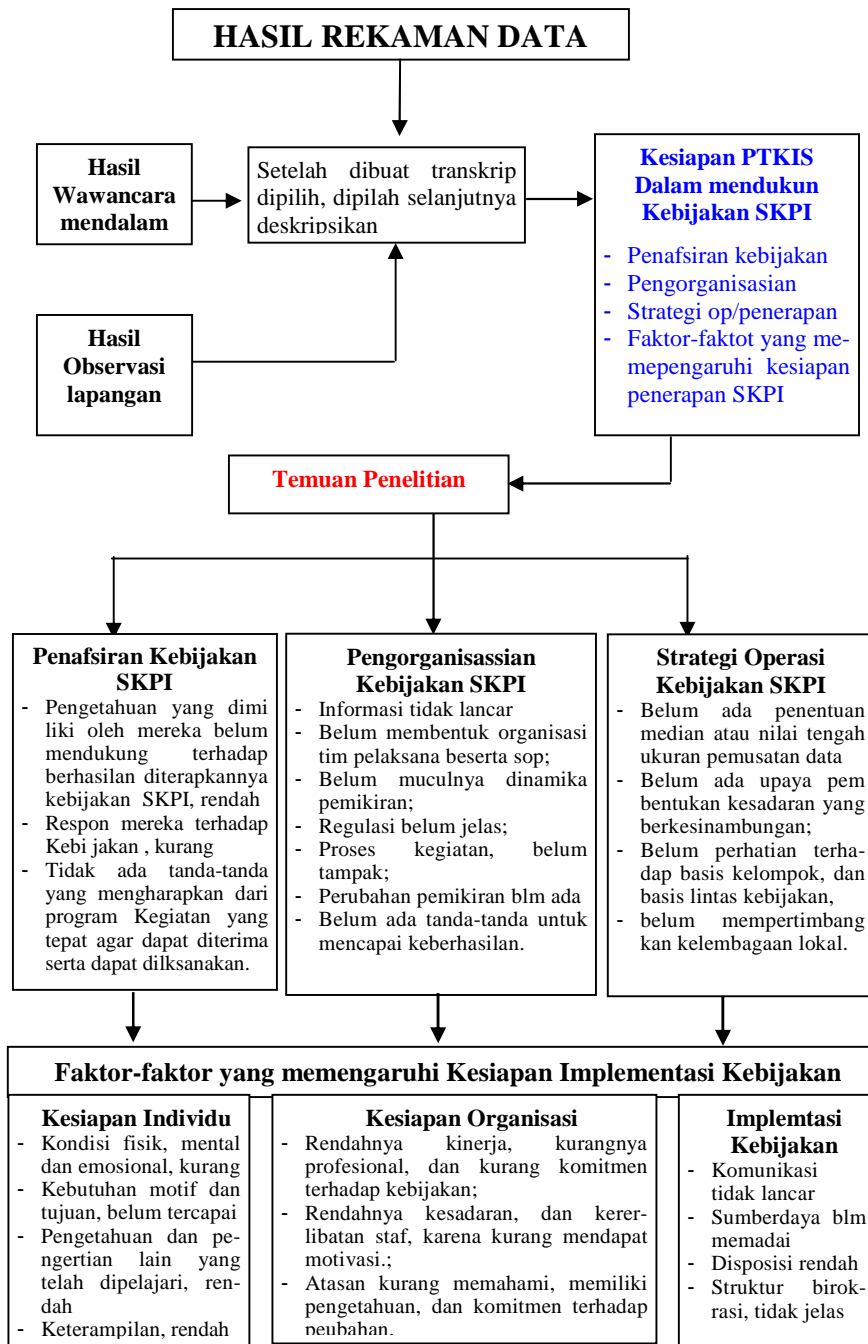 HASIL REKAMAN DATA
Hasil
Wawancara
mendalam
Setelah dibuat transkrip
dipilih, dipilah selanjutnya
deskripsikan
Kesiapan PTKIS
Dalam mendukun
Kebijakan SKPI
- Penafsiran kebijakan
- Pengorganisasian
- Strategi op/penerapan
- Faktor-faktot yang me-
mepengaruhi kesiapan
penerapan SKPI
Hasil
Observasi
lapangan
Temuan Penelitian
Penafsiran Kebijakan
SKPI
- Pengetahuan yang dimi
liki oleh mereka belum
mendukung terhadap
berhasilan diterapkannya
kebijakan SKPI, rendah
- Respon mereka terhadap
Kebi jakan , kurang
- Tidak ada tanda-tanda
yang mengharapkan dari
program Kegiatan yang
tepat agar dapat diterima
serta dapat dilksanakan.
Pengorganisassian
Kebijakan SKPI
- Informasi tidak lancar
- Belum membentuk organisasi
tim pelaksana beserta sop;
- Belum muculnya dinamika
pemikiran;
- Regulasi belum jelas;
- Proses kegiatan, belum
tampak;
- Perubahan pemikiran blm ada
- Belum ada tanda-tanda untuk
mencapai keberhasilan.
Strategi Operasi
Kebijakan SKPI
- Belum ada penentuan
median atau nilai tengah
ukuran pemusatan data
- Belum ada upaya pem
bentukan kesadaran yang
berkesinambungan;
- Belum perhatian terha-
dap basis kelompok, dan
basis lintas kebijakan,
- belum mempertimbang
kan kelembagaan lokal.
Faktor-faktor yang memengaruhi Kesiapan Implementasi Kebijakan
Kesiapan Individu
- Kondisi fisik, mental
dan emosional, kurang
- Kebutuhan motif dan
tujuan, belum tercapai
- Pengetahuan dan pe-
ngertian lain yang
telah dipelajari, ren-
dah
- Keterampilan, rendah
Kesiapan Organisasi
- Rendahnya kinerja, kurangnya
profesional, dan kurang komitmen
terhadap kebijakan;
- Rendahnya kesadaran, dan kerer-
libatan staf, karena kurang mendapat
motivasi.;
- Atasan kurang memahami, memiliki
pengetahuan, dan komitmen terhadap
peubahan.
Implemtasi
Kebijakan
- Komunikasi
tidak lancar
- Sumberdaya blm
memadai
- Disposisi rendah
- Struktur birok-
rasi, tidak jelas